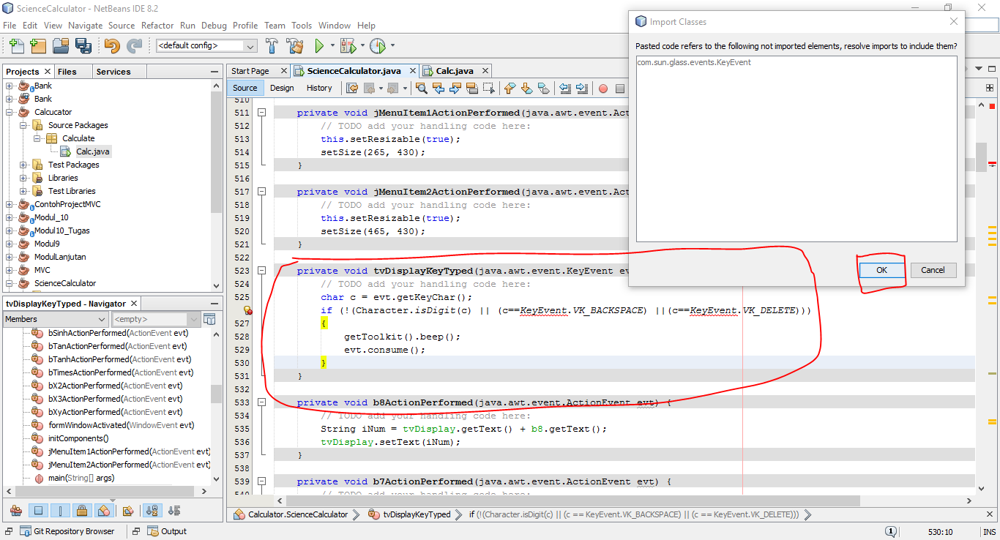 ScienceCalculator - NetBeans IDE 8.2
File Edit View Navigate Source Refactor Run Debug Profile Team Tools Window Help
<default config>
Projects Files Services
Bank
Bank
Calcucator
Source Packages
Calculate
Calc.java
Test Packages
Libraries
Test Libraries
ContohProjectMVC
Modul_10
Modul10_Tugas
Modul9
ModulLanjutan
MVC
ScienceCalculator
tvDisplayKeyTyped - Navigator
Members <empty>
bSinhActionPerformed(ActionEvent evt)
bTanActionPerformed(ActionEvent evt)
bTanhActionPerformed(ActionEvent evt)
bTimesActionPerformed(ActionEvent evt)
bX2ActionPerformed(ActionEvent evt)
bX3ActionPerformed(ActionEvent evt)
bXyActionPerformed(ActionEvent evt)
formWindowActivated(WindowEvent evt)
initComponents()
jMenuItem1ActionPerformed(ActionEvent evt)
jMenuItem2ActionPerformed(ActionEvent evt)
main(String[] args)
Start Page ScienceCalculator.java Calc.java
Source Design History
510
511 private void jMenuItem1ActionPerformed(java.awt.event.Act
512 // TODO add your handling code here:
513 this.setResizable(true);
514 setSize(265, 430);
515 }
516
517 private void jMenuItem2ActionPerformed(java.awt.event.Act
518 // TODO add your handling code here:
519 this.setResizable(true);
520 setSize(465, 430);
521 }
522
523 private void tvDisplayKeyTyped(java.awt.event.KeyEvent ev
524 // TODO add your handling code here:
525 char c = evt.getKeyChar();
if (!(Character.isDigit(c) || (c==KeyEvent.VK_BACKSPACE) ||(c==KeyEvent.VK_DELETE)))
527 {
528 getToolkit().beep();
529 evt.consume();
530 }
531 }
532
533 private void b8ActionPerformed(java.awt.event.ActionEvent evt) {
534 // TODO add your handling code here:
535 String iNum = tvDisplay.getText() + b8.getText();
536 tvDisplay.setText(iNum);
537 }
538
539 private void b7ActionPerformed(java.awt.event.ActionEvent evt) {
540 // TODO add your handling code here:
Import Classes
Pasted code refers to the following not imported elements, resolve imports to include them?
com.sun.glass.events.KeyEvent
OK Cancel
Calculator.ScienceCalculator tvDisplayKeyTyped if (!(Character.isDigit(c) || (c == KeyEvent.VK_BACKSPACE) || (c == KeyEvent.VK_DELETE)))
Git Repository Browser Output 1 530:10 INS